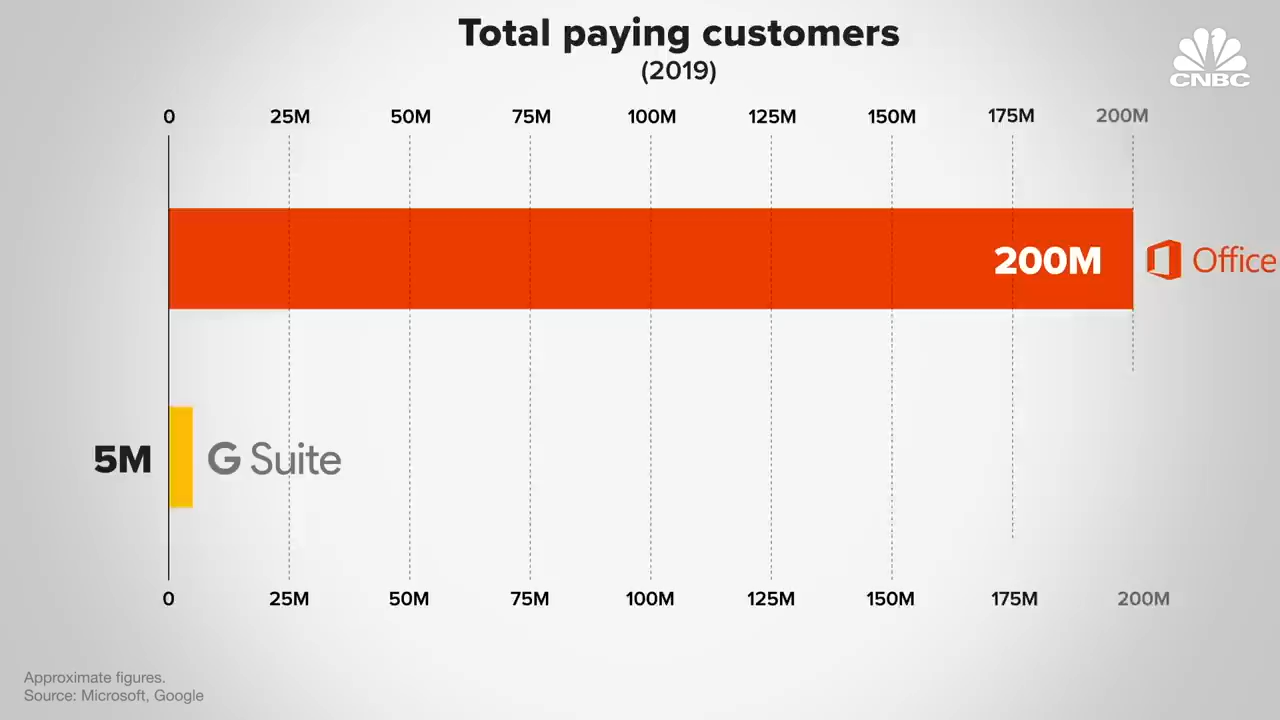 Total paying customers
(2019)
CNBC
0 25M 50M 75M 100M 125M 150M 175M 200M
200M Office
5M G Suite
0 25M 50M 75M 100M 125M 150M 175M 200M
Approximate figures.
Source: Microsoft, Google